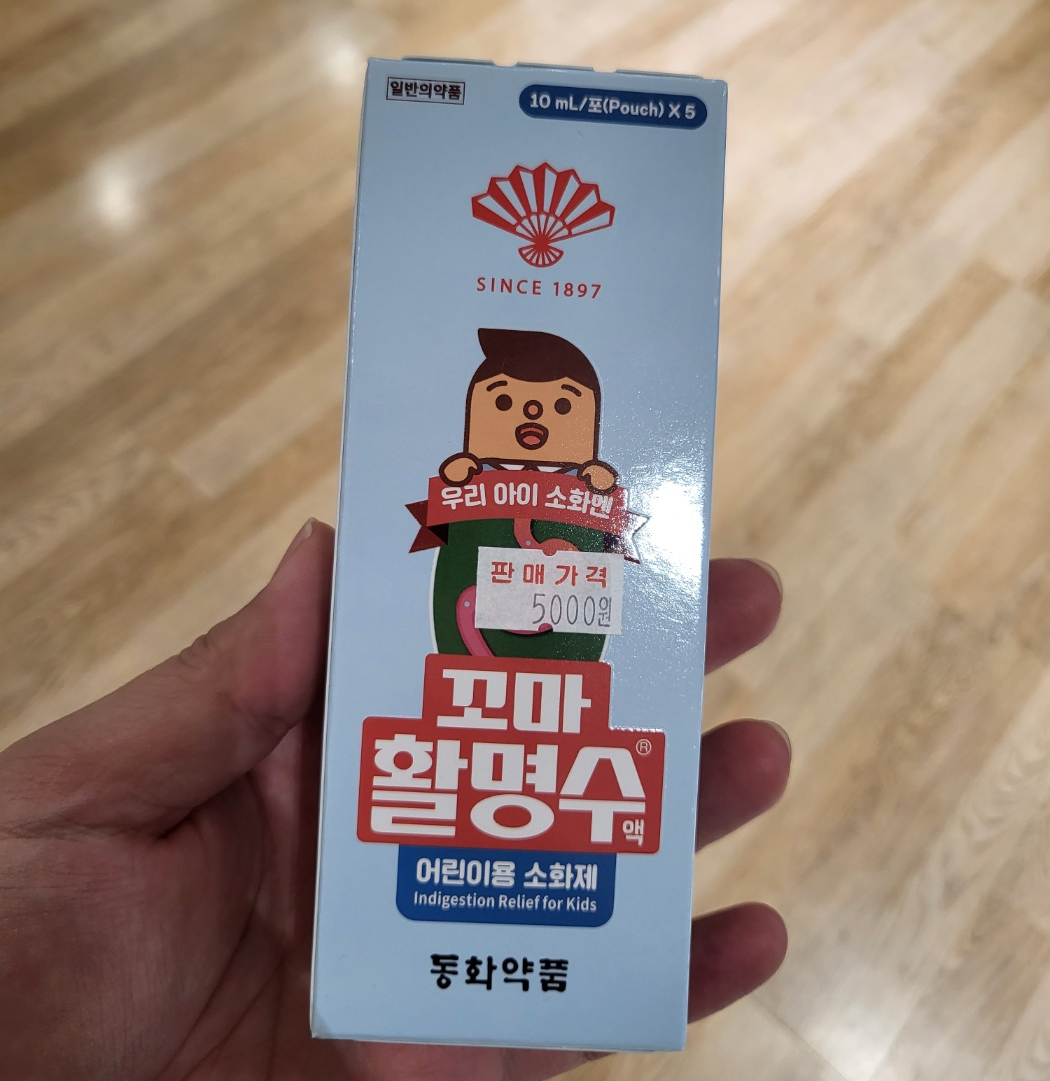 일반의약품
10 mL/포(Pouch) X 5
SINCE 1897
우리 아이 소화맨
판매가격
5000원
꼬마
활명수®
액
어린이용 소화제
Indigestion Relief for Kids
동화약품